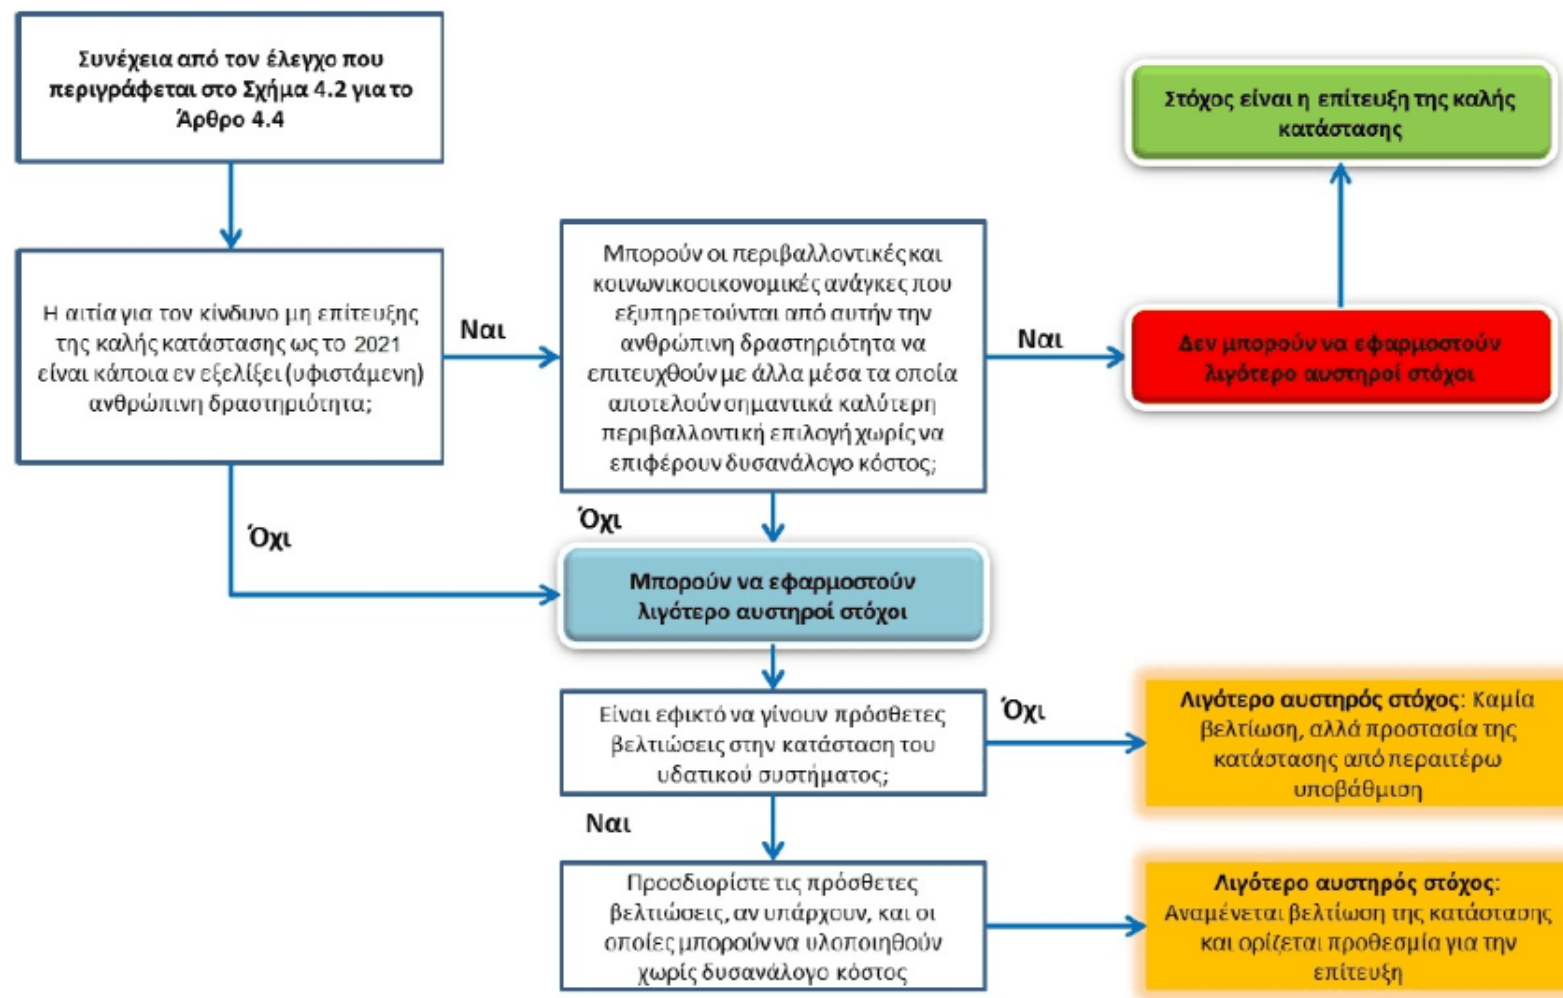 Συνέχεια από τον έλεγχο που
περιγράφεται στο Σχήμα 4.2 για το
Άρθρο 4.4
Στόχος είναι η επίτευξη της καλής
κατάστασης
Η αιτία για τον κίνδυνο μη επίτευξης
της καλής κατάστασης ως το 2021
είναι κάποια εν εξελίξει (υφιστάμενη)
ανθρώπινη δραστηριότητα;
Ναι
Μπορούν οι περιβαλλοντικές και
κοινωνικοοικονομικές ανάγκες που
εξυπηρετούνται από αυτήν την
ανθρώπινη δραστηριότητα να
επιτευχθούν με άλλα μέσα τα οποία
αποτελούν σημαντικά καλύτερη
περιβαλλοντική επιλογή χωρίς να
επιφέρουν δυσανάλογο κόστος;
Ναι
Δεν μπορούν να εφαρμοστούν
λιγότερο αυστηροί στόχοι
Όχι
Όχι
Μπορούν να εφαρμοστούν
λιγότερο αυστηροί στόχοι
Είναι εφικτό να γίνουν πρόσθετες
βελτιώσεις στην κατάσταση του
υδατικού συστήματος;
Όχι
Λιγότερο αυστηρός στόχος: Καμία
βελτίωση, αλλά προστασία της
κατάστασης από περαιτέρω
υποβάθμιση
Ναι
Προσδιορίστε τις πρόσθετες
βελτιώσεις, αν υπάρχουν, και οι
οποίες μπορούν να υλοποιηθούν
χωρίς δυσανάλογο κόστος
Λιγότερο αυστηρός στόχος:
Αναμένεται βελτίωση της κατάστασης
και ορίζεται προθεσμία για την
επίτευξη